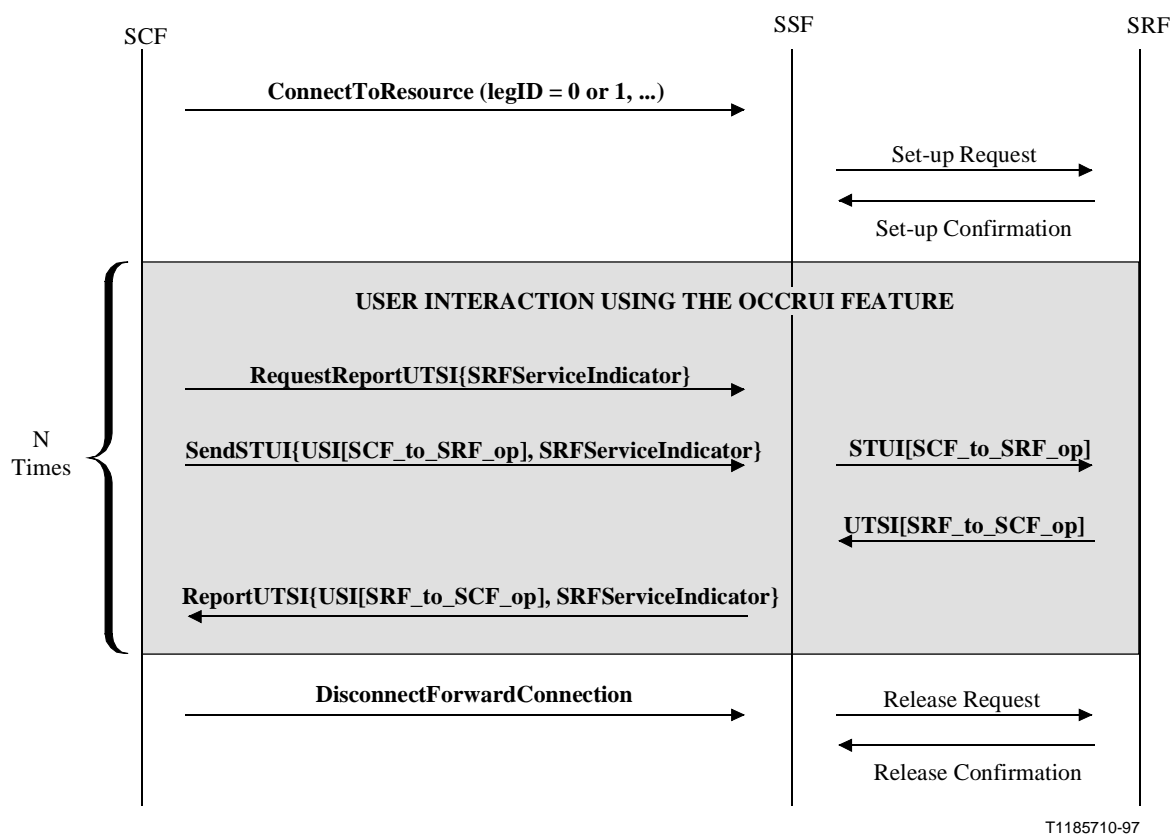 SCF
SSF
SRF
ConnectToResource (legID = 0 or 1, ...)
Set-up Request
Set-up Confirmation
USER INTERACTION USING THE OCCRUI FEATURE
RequestReportUTSI{SRFServiceIndicator}
N
Times
SendSTUI{USI[SCF_to_SRF_op], SRFServiceIndicator}
STUI[SCF_to_SRF_op]
UTSI[SRF_to_SCF_op]
ReportUTSI{USI[SRF_to_SCF_op], SRFServiceIndicator}
DisconnectForwardConnection
Release Request
Release Confirmation
T1185710-97